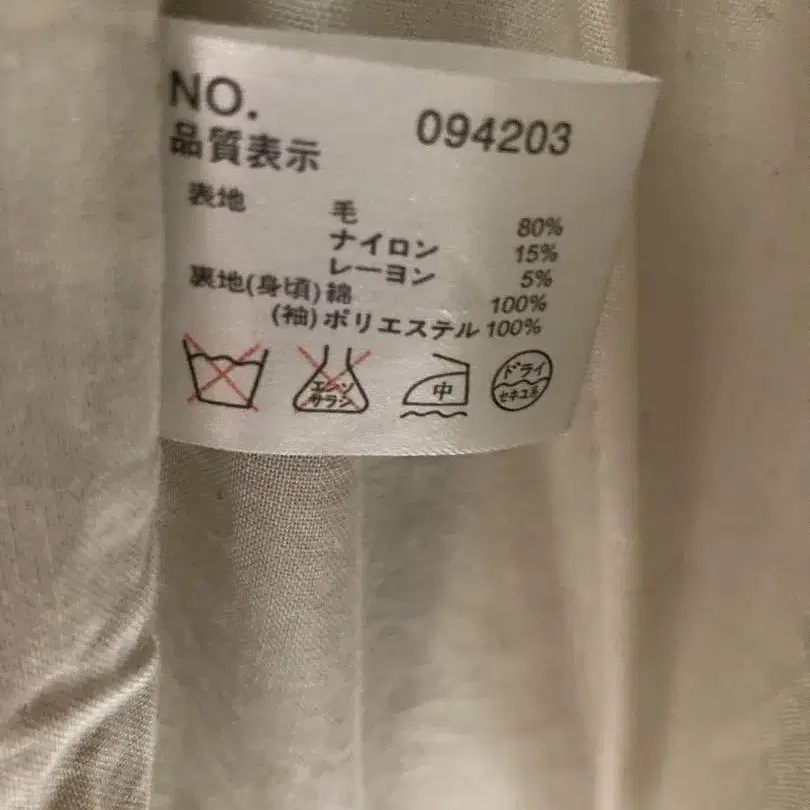 NO. 094203
品質表示
表地 毛 80%
ナイロン 15%
レーヨン 5%
裏地(身頃)綿 100%
(袖)ポリエステル 100%
エンソサラシ
中
ドライ
セキユ系